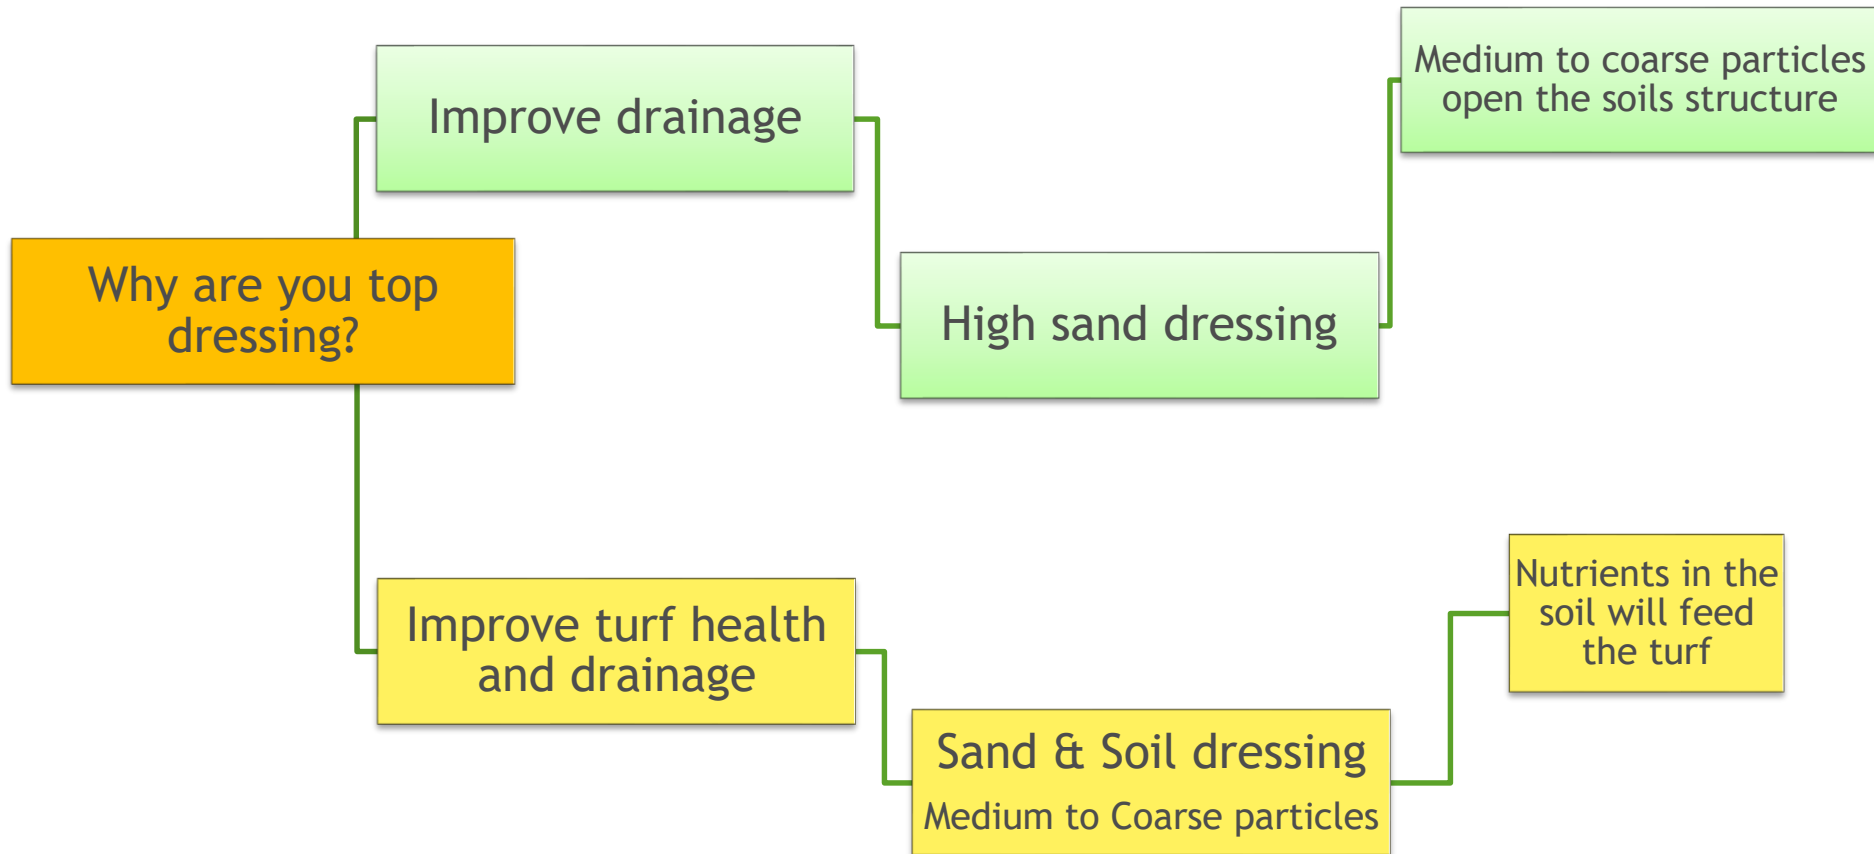 Improve drainage
Medium to coarse particles
open the soils structure
Why are you top
dressing?
High sand dressing
Improve turf health
and drainage
Nutrients in the
soil will feed
the turf
Sand & Soil dressing
Medium to Coarse particles